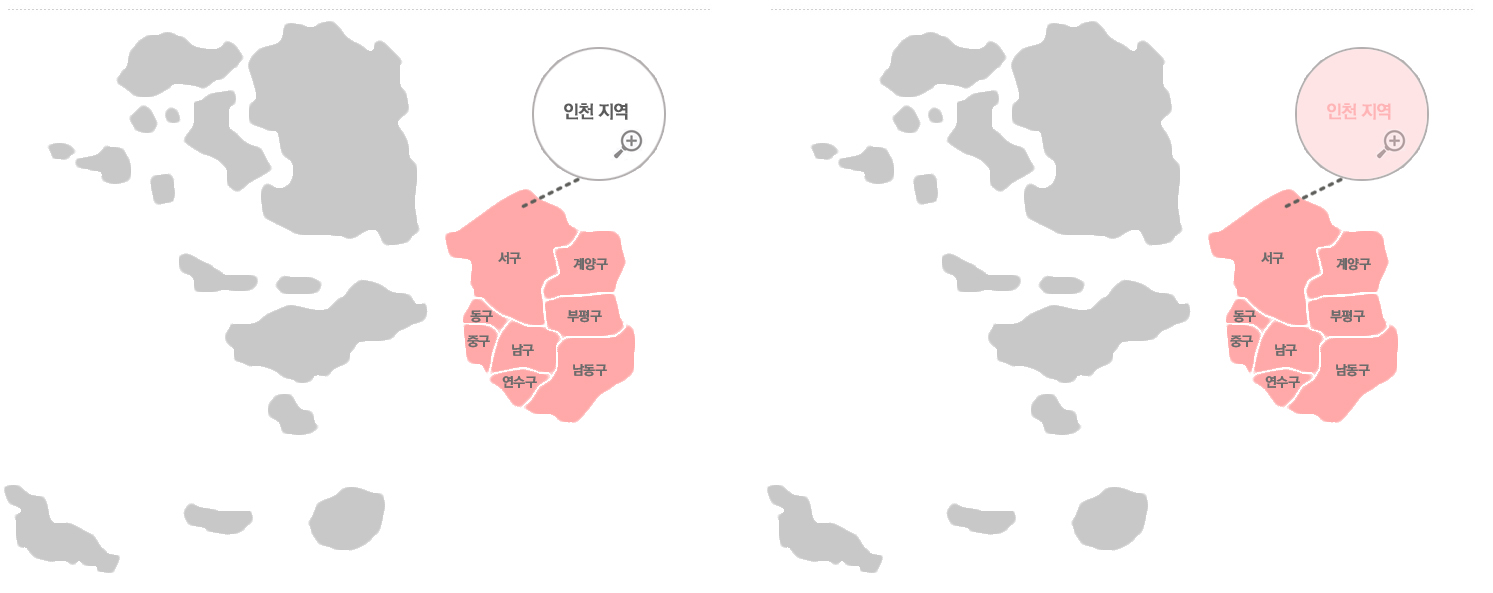 인천 지역
서구
계양구
동구
부평구
중구
남구
남동구
연수구
인천 지역
서구
계양구
동구
부평구
중구
남구
남동구
연수구